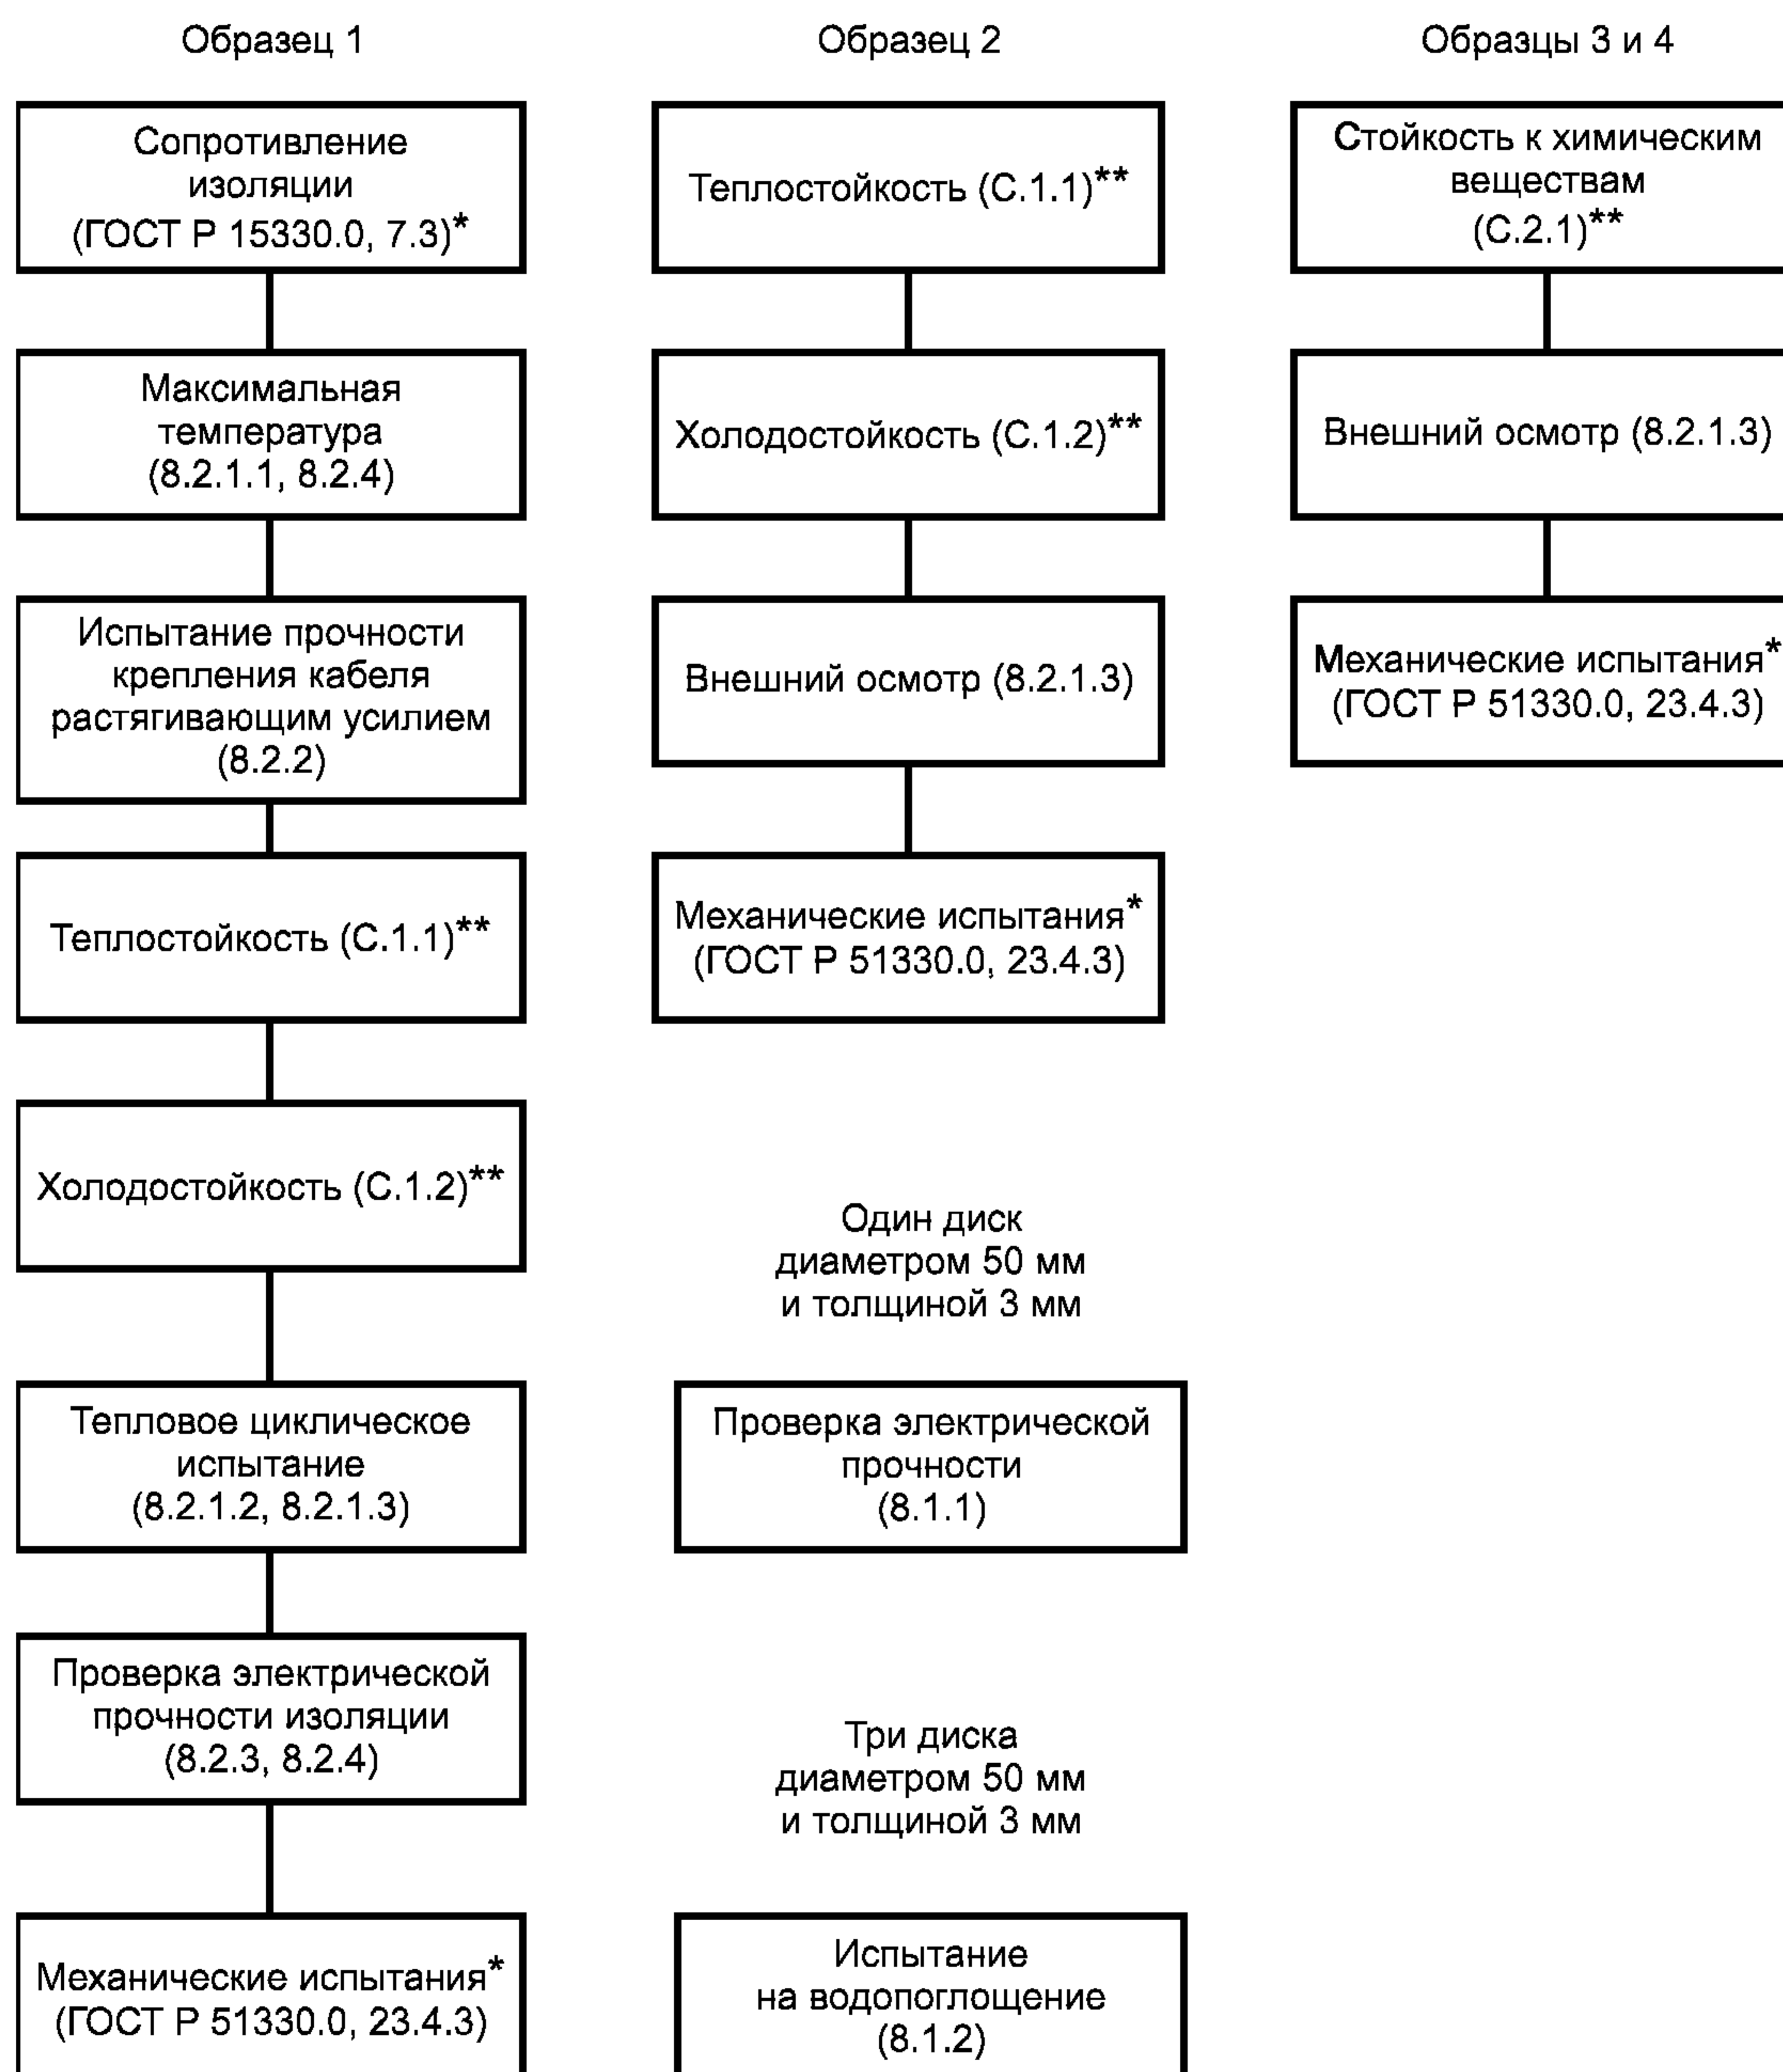 Образец 1
Сопротивление
изоляции
(ГОСТ Р 15330.0, 7.3)*
Максимальная
температура
(8.2.1.1, 8.2.4)
Испытание прочности
крепления кабеля
растягивающим усилием
(8.2.2)
Теплостойкость (С.1.1)**
Холодостойкость (С.1.2)**
Тепловое циклическое
испытание
(8.2.1.2, 8.2.1.3)
Проверка электрической
прочности изоляции
(8.2.3, 8.2.4)
Механические испытания*
(ГОСТ Р 51330.0, 23.4.3)
Образец 2
Теплостойкость (С.1.1)**
Холодостойкость (С.1.2)**
Внешний осмотр (8.2.1.3)
Механические испытания*
(ГОСТ Р 51330.0, 23.4.3)
Один диск
диаметром 50 мм
и толщиной 3 мм
Проверка электрической
прочности
(8.1.1)
Три диска
диаметром 50 мм
и толщиной 3 мм
Испытание
на водопоглощение
(8.1.2)
Образцы 3 и 4
Стойкость к химическим
веществам
(С.2.1)**
Внешний осмотр (8.2.1.3)
Механические испытания*
(ГОСТ Р 51330.0, 23.4.3)